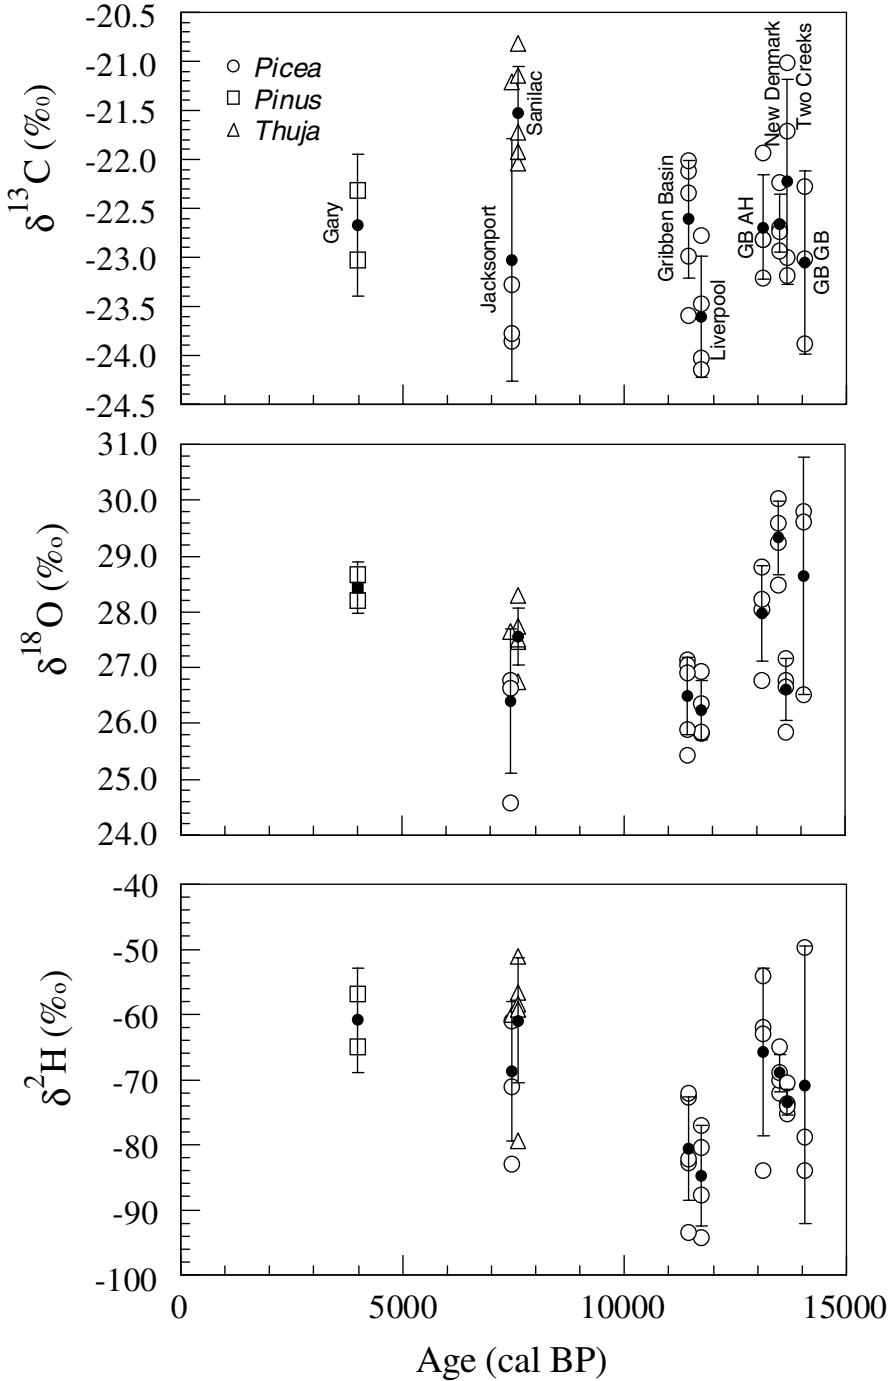 -20.5
-21.0
-21.5
-22.0
-22.5
-23.0
-23.5
-24.0
-24.5
δ13C (‰)
Picea
Pinus
Thuja
Gary
Jacksonport
Sanilac
Gribben Basin
Liverpool
GB AH
New Denmark
Two Creeks
GB GB
31.0
30.0
29.0
28.0
27.0
26.0
25.0
24.0
δ18O (‰)
-40
-50
-60
-70
-80
-90
-100
δ2H (‰)
0 5000 10000 15000
Age (cal BP)